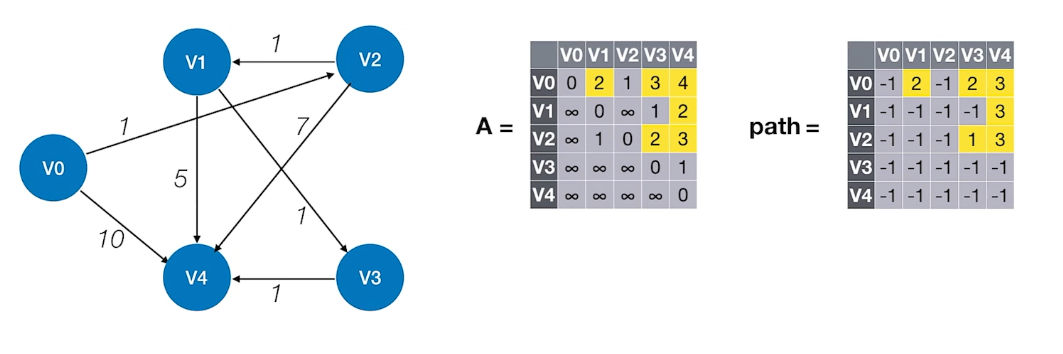 V1
1
V2
1
7
V0
5
10
1
V4
1
V3
A =
V0 V1 V2 V3 V4
V0 0 2 1 3 4
V1 ∞ 0 ∞ 1 2
V2 ∞ 1 0 2 3
V3 ∞ ∞ ∞ 0 1
V4 ∞ ∞ ∞ ∞ 0
path =
V0 V1 V2 V3 V4
V0 -1 2 -1 2 3
V1 -1 -1 -1 -1 3
V2 -1 -1 -1 1 3
V3 -1 -1 -1 -1 -1
V4 -1 -1 -1 -1 -1